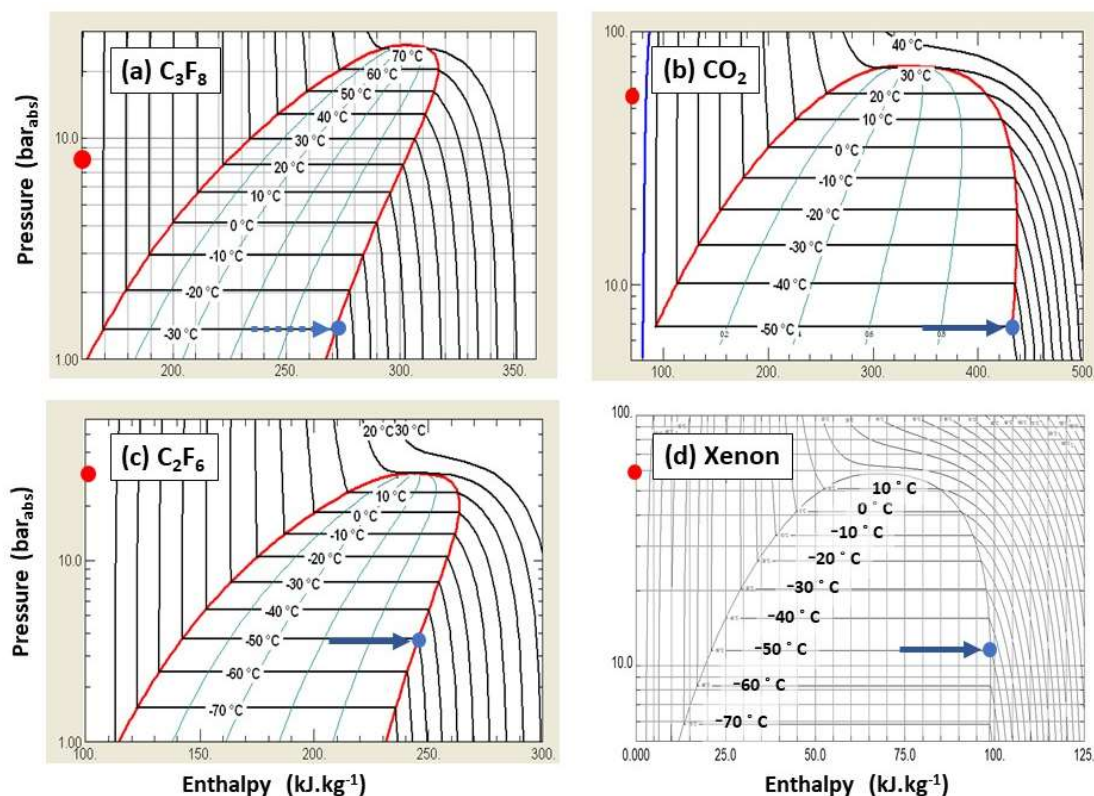 (a) C₃F₈
70 °C
60 °C
50 °C
40 °C
30 °C
20 °C
10 °C
0 °C
-10 °C
-20 °C
-30 °C
10.0
1.00
200.
250.
300.
350.
Pressure (bar_abs)
(b) CO₂
100.
40 °C
30 °C
20 °C
10 °C
0 °C
-10 °C
-20 °C
-30 °C
-40 °C
-50 °C
10.0
100.
200.
300.
400.
500.
(c) C₂F₆
20 °C 30 °C
10 °C
0 °C
-10 °C
-20 °C
-30 °C
-40 °C
-50 °C
-60 °C
-70 °C
10.0
1.00
100.
150.
200.
250.
300.
Pressure (bar_abs)
Enthalpy (kJ.kg⁻¹)
(d) Xenon
100.
10 ˚ C
0 ˚ C
−10 ˚ C
−20 ˚ C
−30 ˚ C
−40 ˚ C
−50 ˚ C
−60 ˚ C
−70 ˚ C
10.0
0.000
25.0
50.0
75.0
100.
125.
Enthalpy (kJ.kg⁻¹)